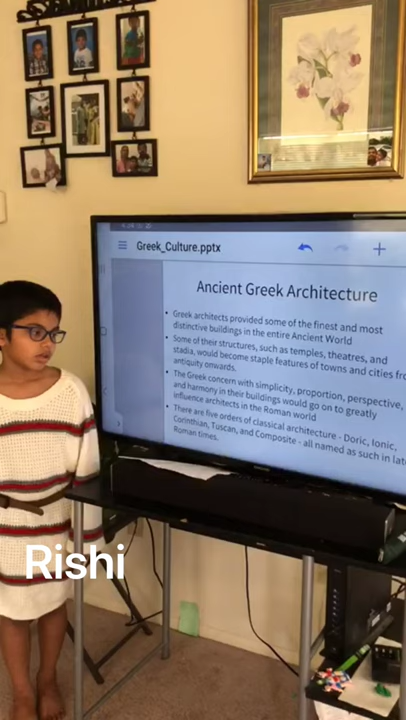 Greek_Culture.pptx
Ancient Greek Architecture
• Greek architects provided some of the finest and most
distinctive buildings in the entire Ancient World
• Some of their structures, such as temples, theatres, and
stadia, would become staple features of towns and cities
antiquity onwards.
• The Greek concern with simplicity, proportion, perspective,
and harmony in their buildings would go on to greatly
influence architects in the Roman world
• There are five orders of classical architecture - Doric, Ionic,
Corinthian, Tuscan, and Composite - all named as such in
Roman times.
Rishi